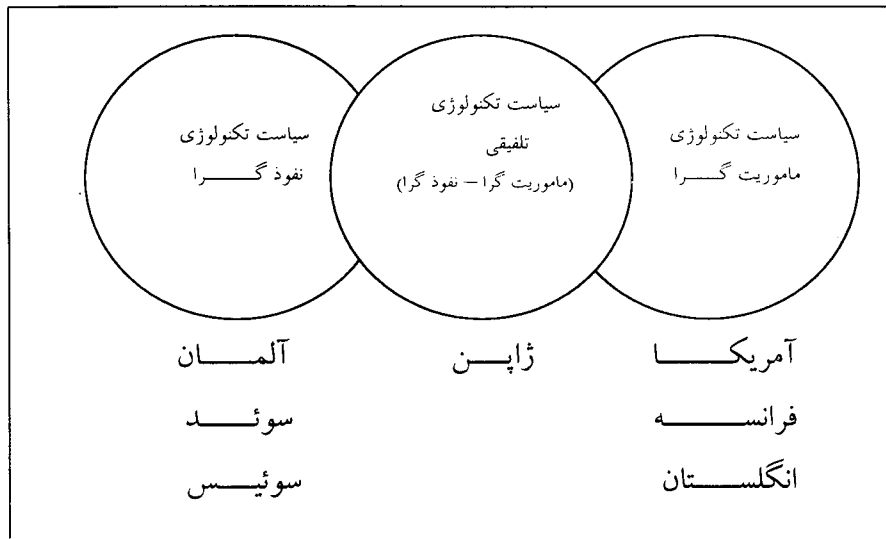 سیاست تکنولوژی
ماموریت گرا
سیاست تکنولوژی
تلفیقی
(ماموریت گرا – نفوذ گرا)
سیاست تکنولوژی
نفوذ گرا
آمریکا
ژاپن
آلمان
فرانسه
سوئد
انگلستان
سوئیس